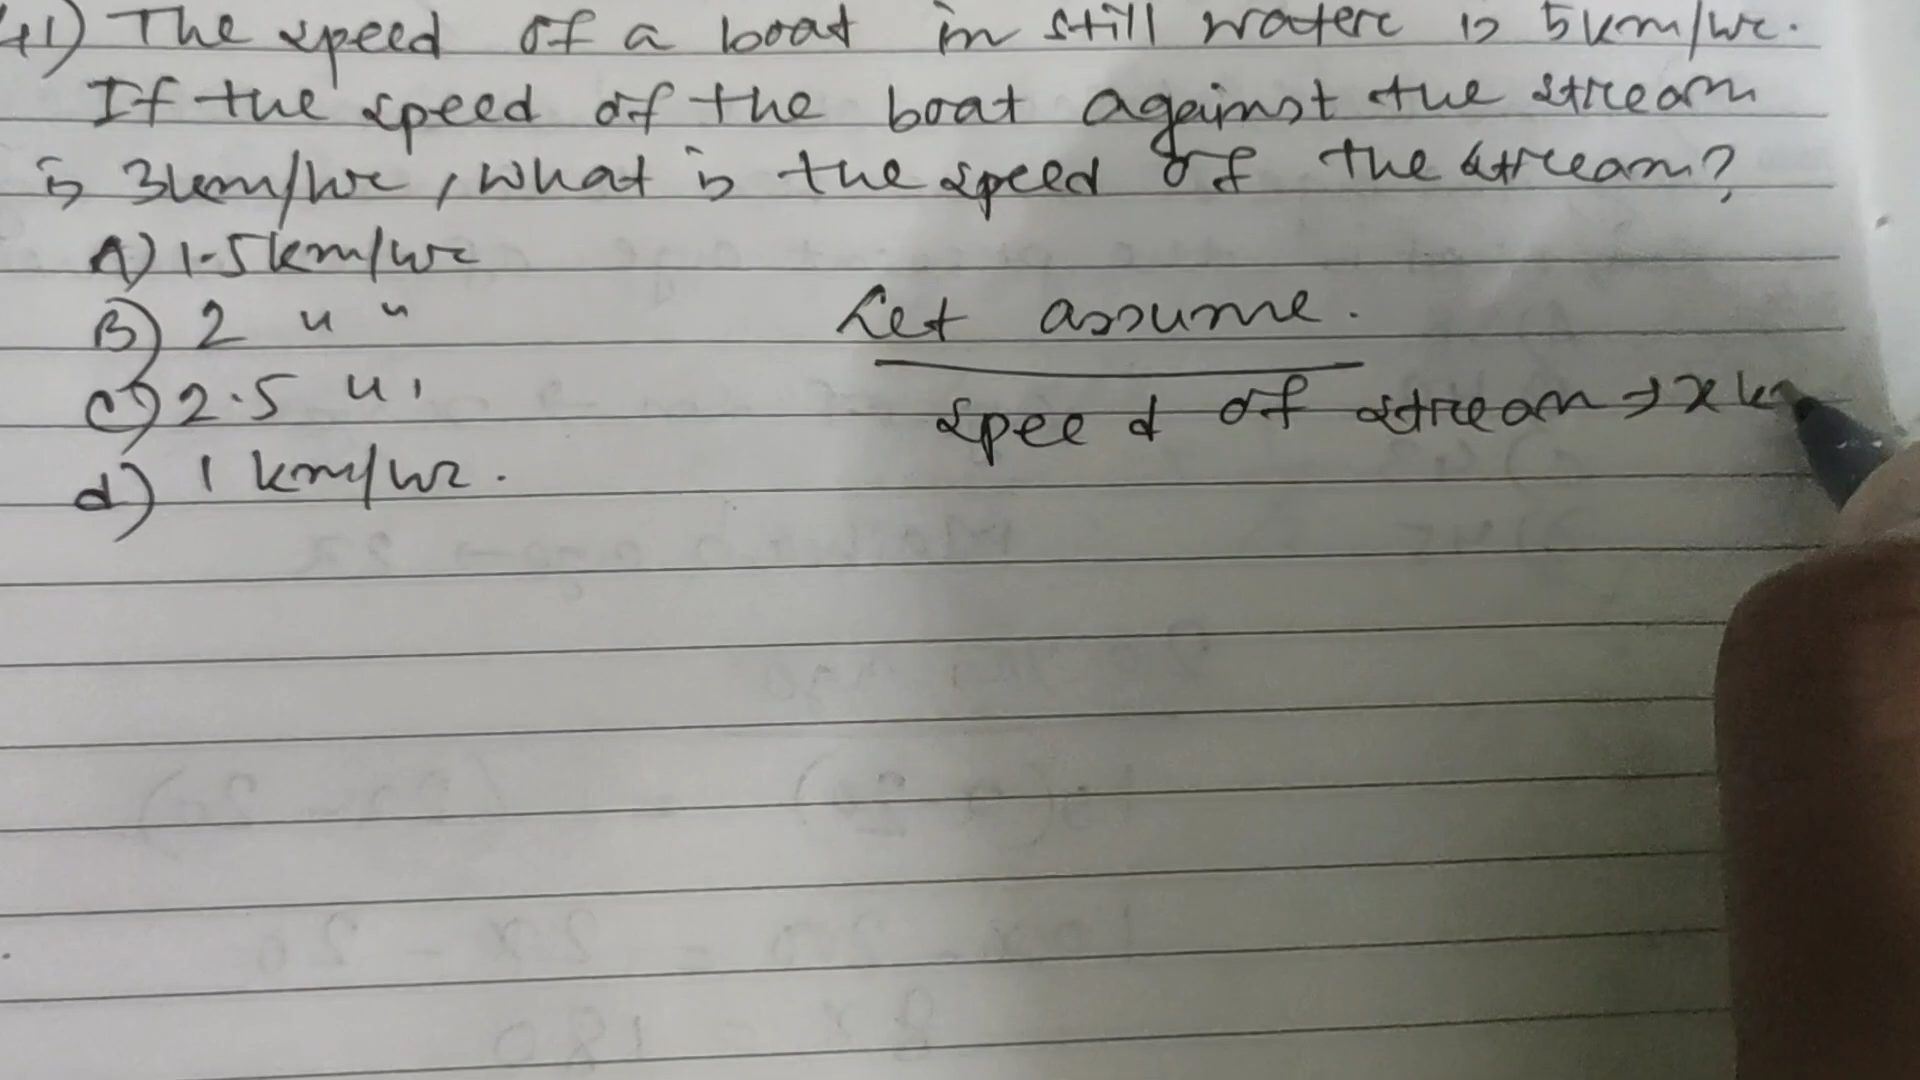 41) The speed of a boat in still water is 5km/hr.
If the speed of the boat against the stream
is 3km/hr, what is the speed of the stream?
A) 1.5km/hr
B) 2 " "
C) 2.5 "
d) 1 km/hr.
Let assume.
speed of stream → x k